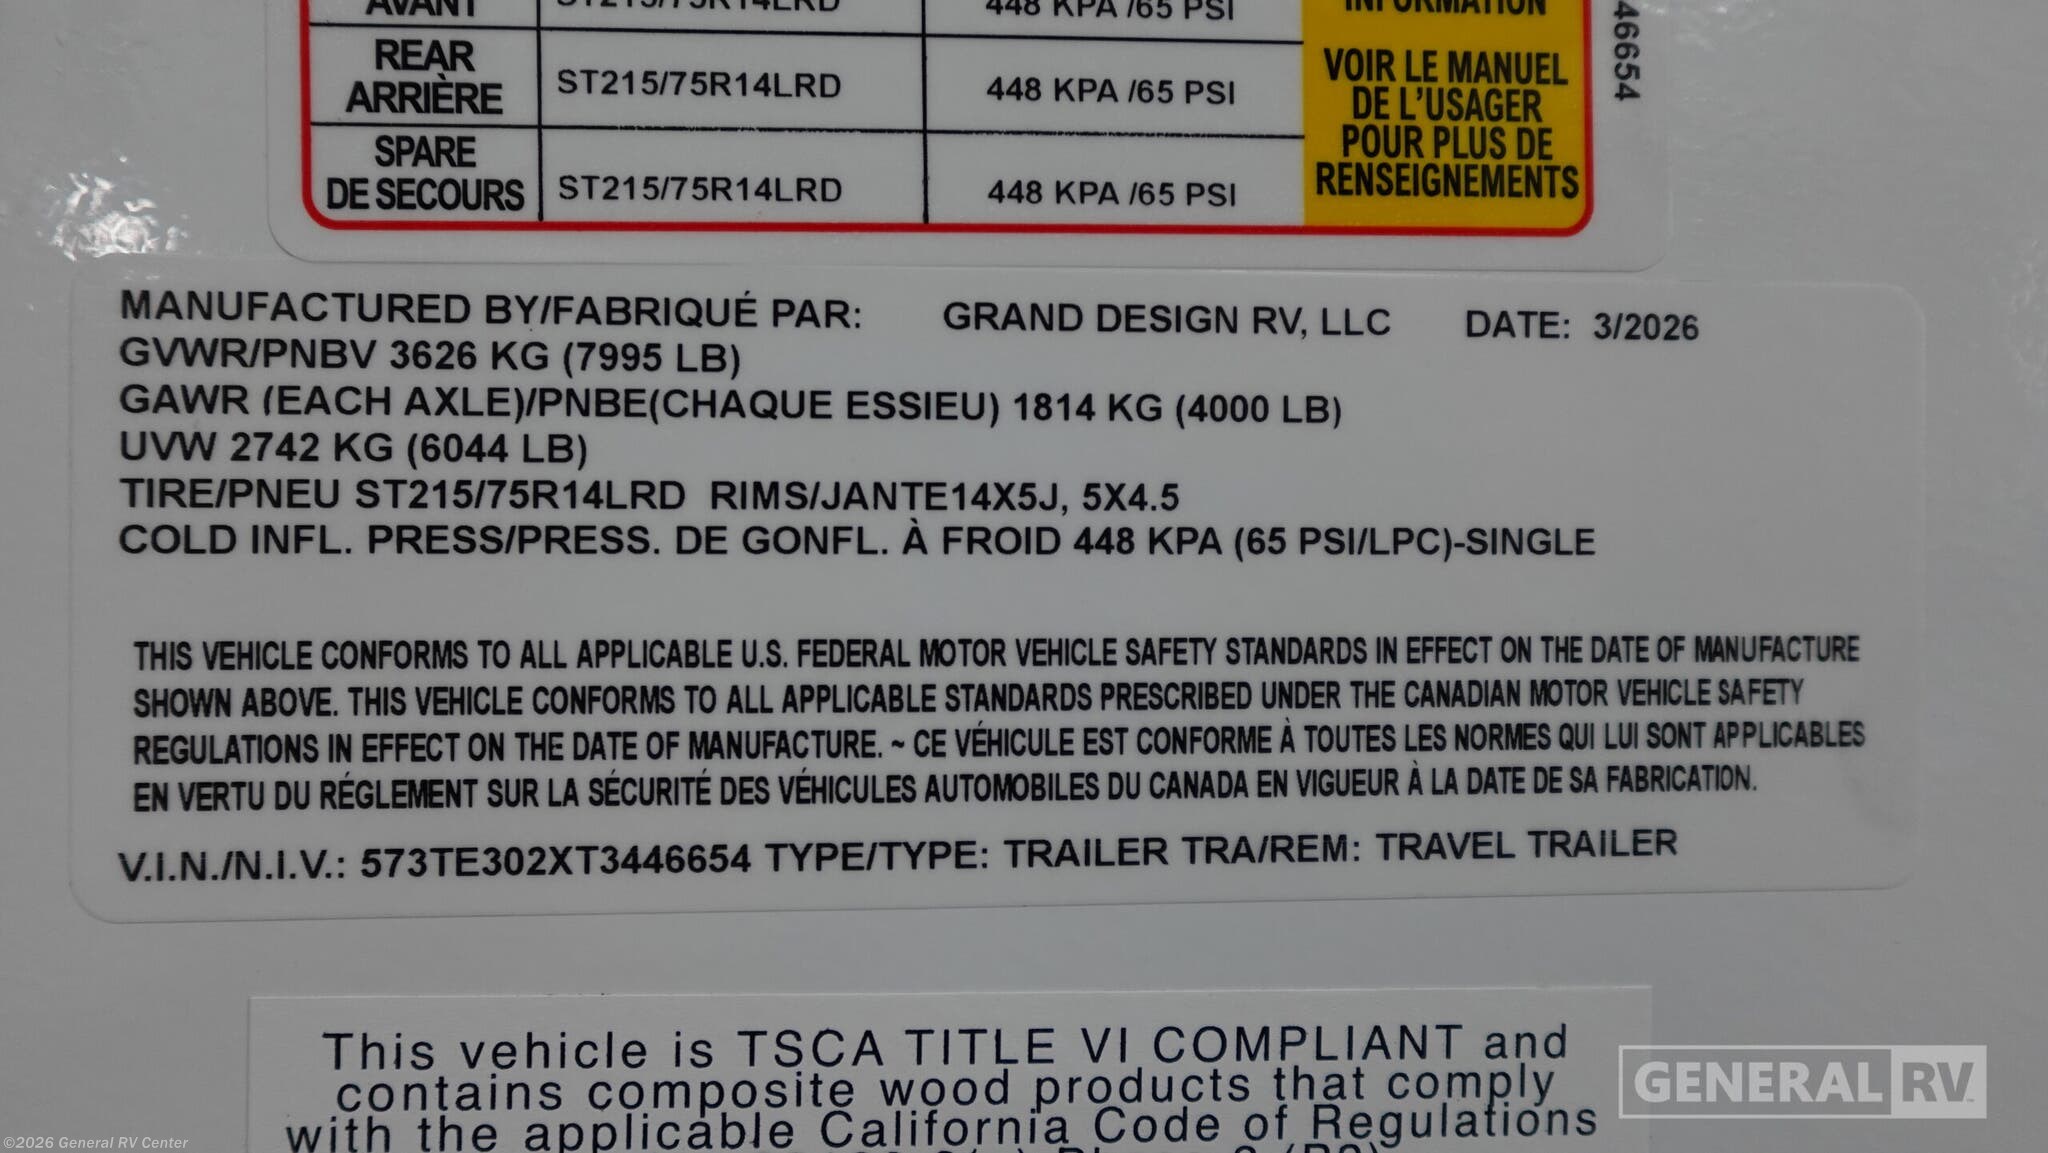 AVANT ST215/75R14LRD 448 KPA /65 PSI INFORMATION
REAR
ARRIÈRE ST215/75R14LRD 448 KPA /65 PSI
SPARE
DE SECOURS ST215/75R14LRD 448 KPA /65 PSI
VOIR LE MANUEL
DE L'USAGER
POUR PLUS DE
RENSEIGNEMENTS
46654
MANUFACTURED BY/FABRIQUÉ PAR: GRAND DESIGN RV, LLC DATE: 3/2026
GVWR/PNBV 3626 KG (7995 LB)
GAWR (EACH AXLE)/PNBE(CHAQUE ESSIEU) 1814 KG (4000 LB)
UVW 2742 KG (6044 LB)
TIRE/PNEU ST215/75R14LRD RIMS/JANTE14X5J, 5X4.5
COLD INFL. PRESS/PRESS. DE GONFL. À FROID 448 KPA (65 PSI/LPC)-SINGLE
THIS VEHICLE CONFORMS TO ALL APPLICABLE U.S. FEDERAL MOTOR VEHICLE SAFETY STANDARDS IN EFFECT ON THE DATE OF MANUFACTURE
SHOWN ABOVE. THIS VEHICLE CONFORMS TO ALL APPLICABLE STANDARDS PRESCRIBED UNDER THE CANADIAN MOTOR VEHICLE SAFETY
REGULATIONS IN EFFECT ON THE DATE OF MANUFACTURE. ~ CE VÉHICULE EST CONFORME À TOUTES LES NORMES QUI LUI SONT APPLICABLES
EN VERTU DU RÉGLEMENT SUR LA SÉCURITÉ DES VÉHICULES AUTOMOBILES DU CANADA EN VIGUEUR À LA DATE DE SA FABRICATION.
V.I.N./N.I.V.: 573TE302XT3446654 TYPE/TYPE: TRAILER TRA/REM: TRAVEL TRAILER
This vehicle is TSCA TITLE VI COMPLIANT and
contains composite wood products that comply
with the applicable California Code of Regulations
GENERAL RV
©2026 General RV Center